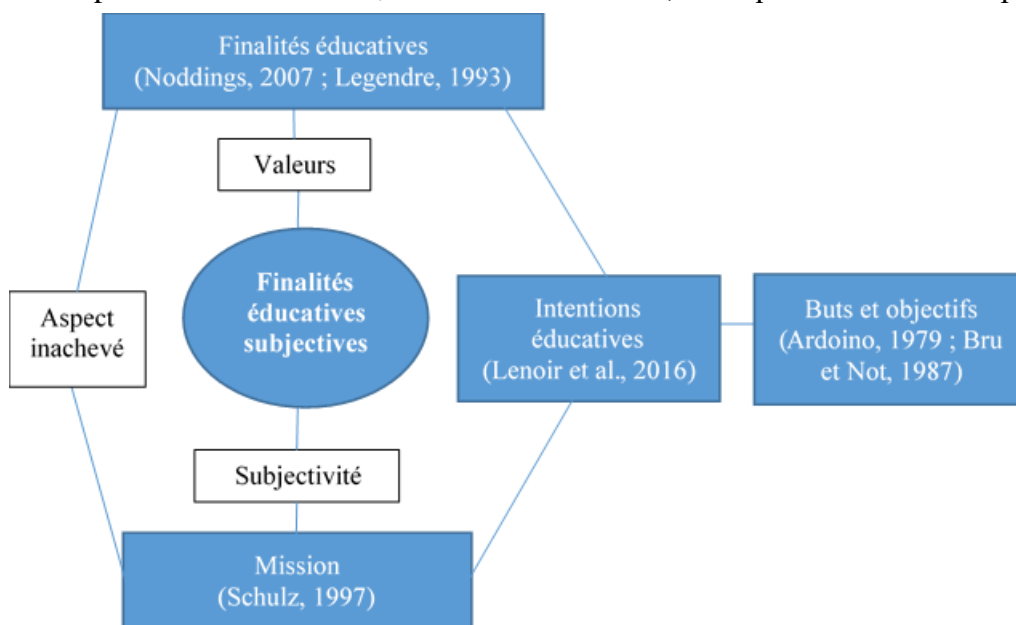 Finalités éducatives
(Noddings, 2007 ; Legendre, 1993)
Valeurs
Finalités
éducatives
subjectives
Aspect
inachevé
Intentions
éducatives
(Lenoir et al., 2016)
Buts et objectifs
(Ardoino, 1979 ; Bru
et Not, 1987)
Subjectivité
Mission
(Schulz, 1997)